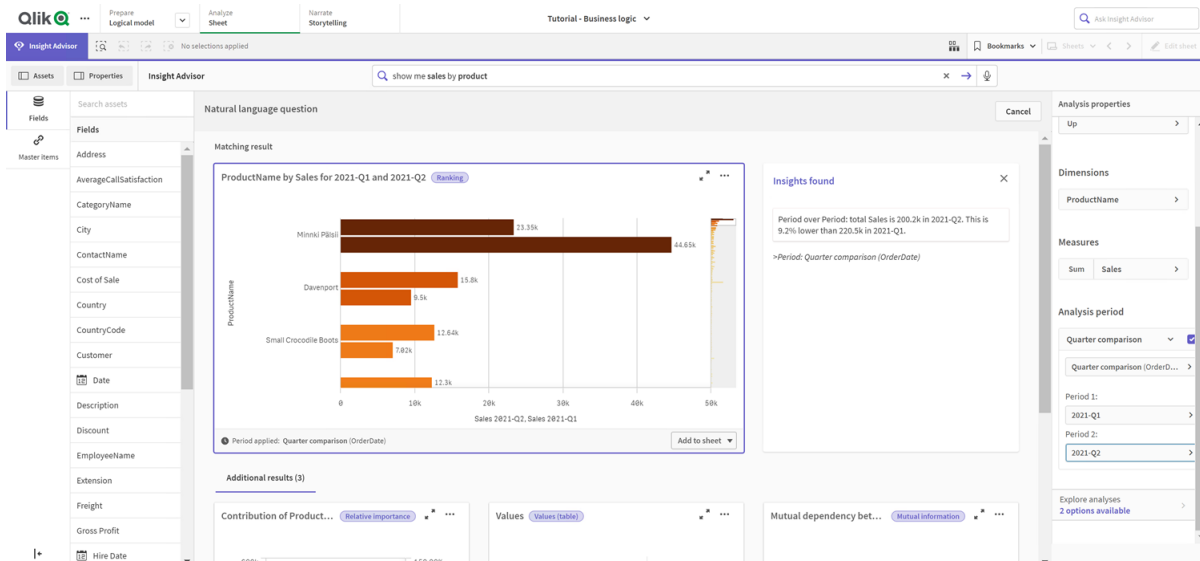 Qlik
Prepare
Logical model
Analyze
Sheet
Narrate
Storytelling
Tutorial - Business logic
Ask Insight Advisor
Insight Advisor
No selections applied
Bookmarks
Sheets
Edit sheet
Assets
Properties
Insight Advisor
show me sales by product
Fields
Master items
Search assets
Fields
Address
AverageCallSatisfaction
CategoryName
City
ContactName
Cost of Sale
Country
CountryCode
Customer
Date
Description
Discount
EmployeeName
Extension
Freight
Gross Profit
Hire Date
Natural language question
Cancel
Matching result
ProductName by Sales for 2021-Q1 and 2021-Q2 Ranking
ProductName
Minnki Pälsii
23.35k
44.65k
Davenport
15.8k
9.5k
Small Crocodile Boots
12.64k
7.02k
12.3k
0 10k 20k 30k 40k 50k
Sales 2021-Q2, Sales 2021-Q1
Period applied: Quarter comparison (OrderDate)
Add to sheet
Insights found
Period over Period: total Sales is 200.2k in 2021-Q2. This is
9.2% lower than 220.5k in 2021-Q1.
>Period: Quarter comparison (OrderDate)
Additional results (3)
Contribution of Product... Relative importance
Values Values (table)
Mutual dependency bet... Mutual information
Analysis properties
Up
Dimensions
ProductName
Measures
Sum Sales
Analysis period
Quarter comparison
Quarter comparison (OrderD...
Period 1:
2021-Q1
Period 2:
2021-Q2
Explore analyses
2 options available